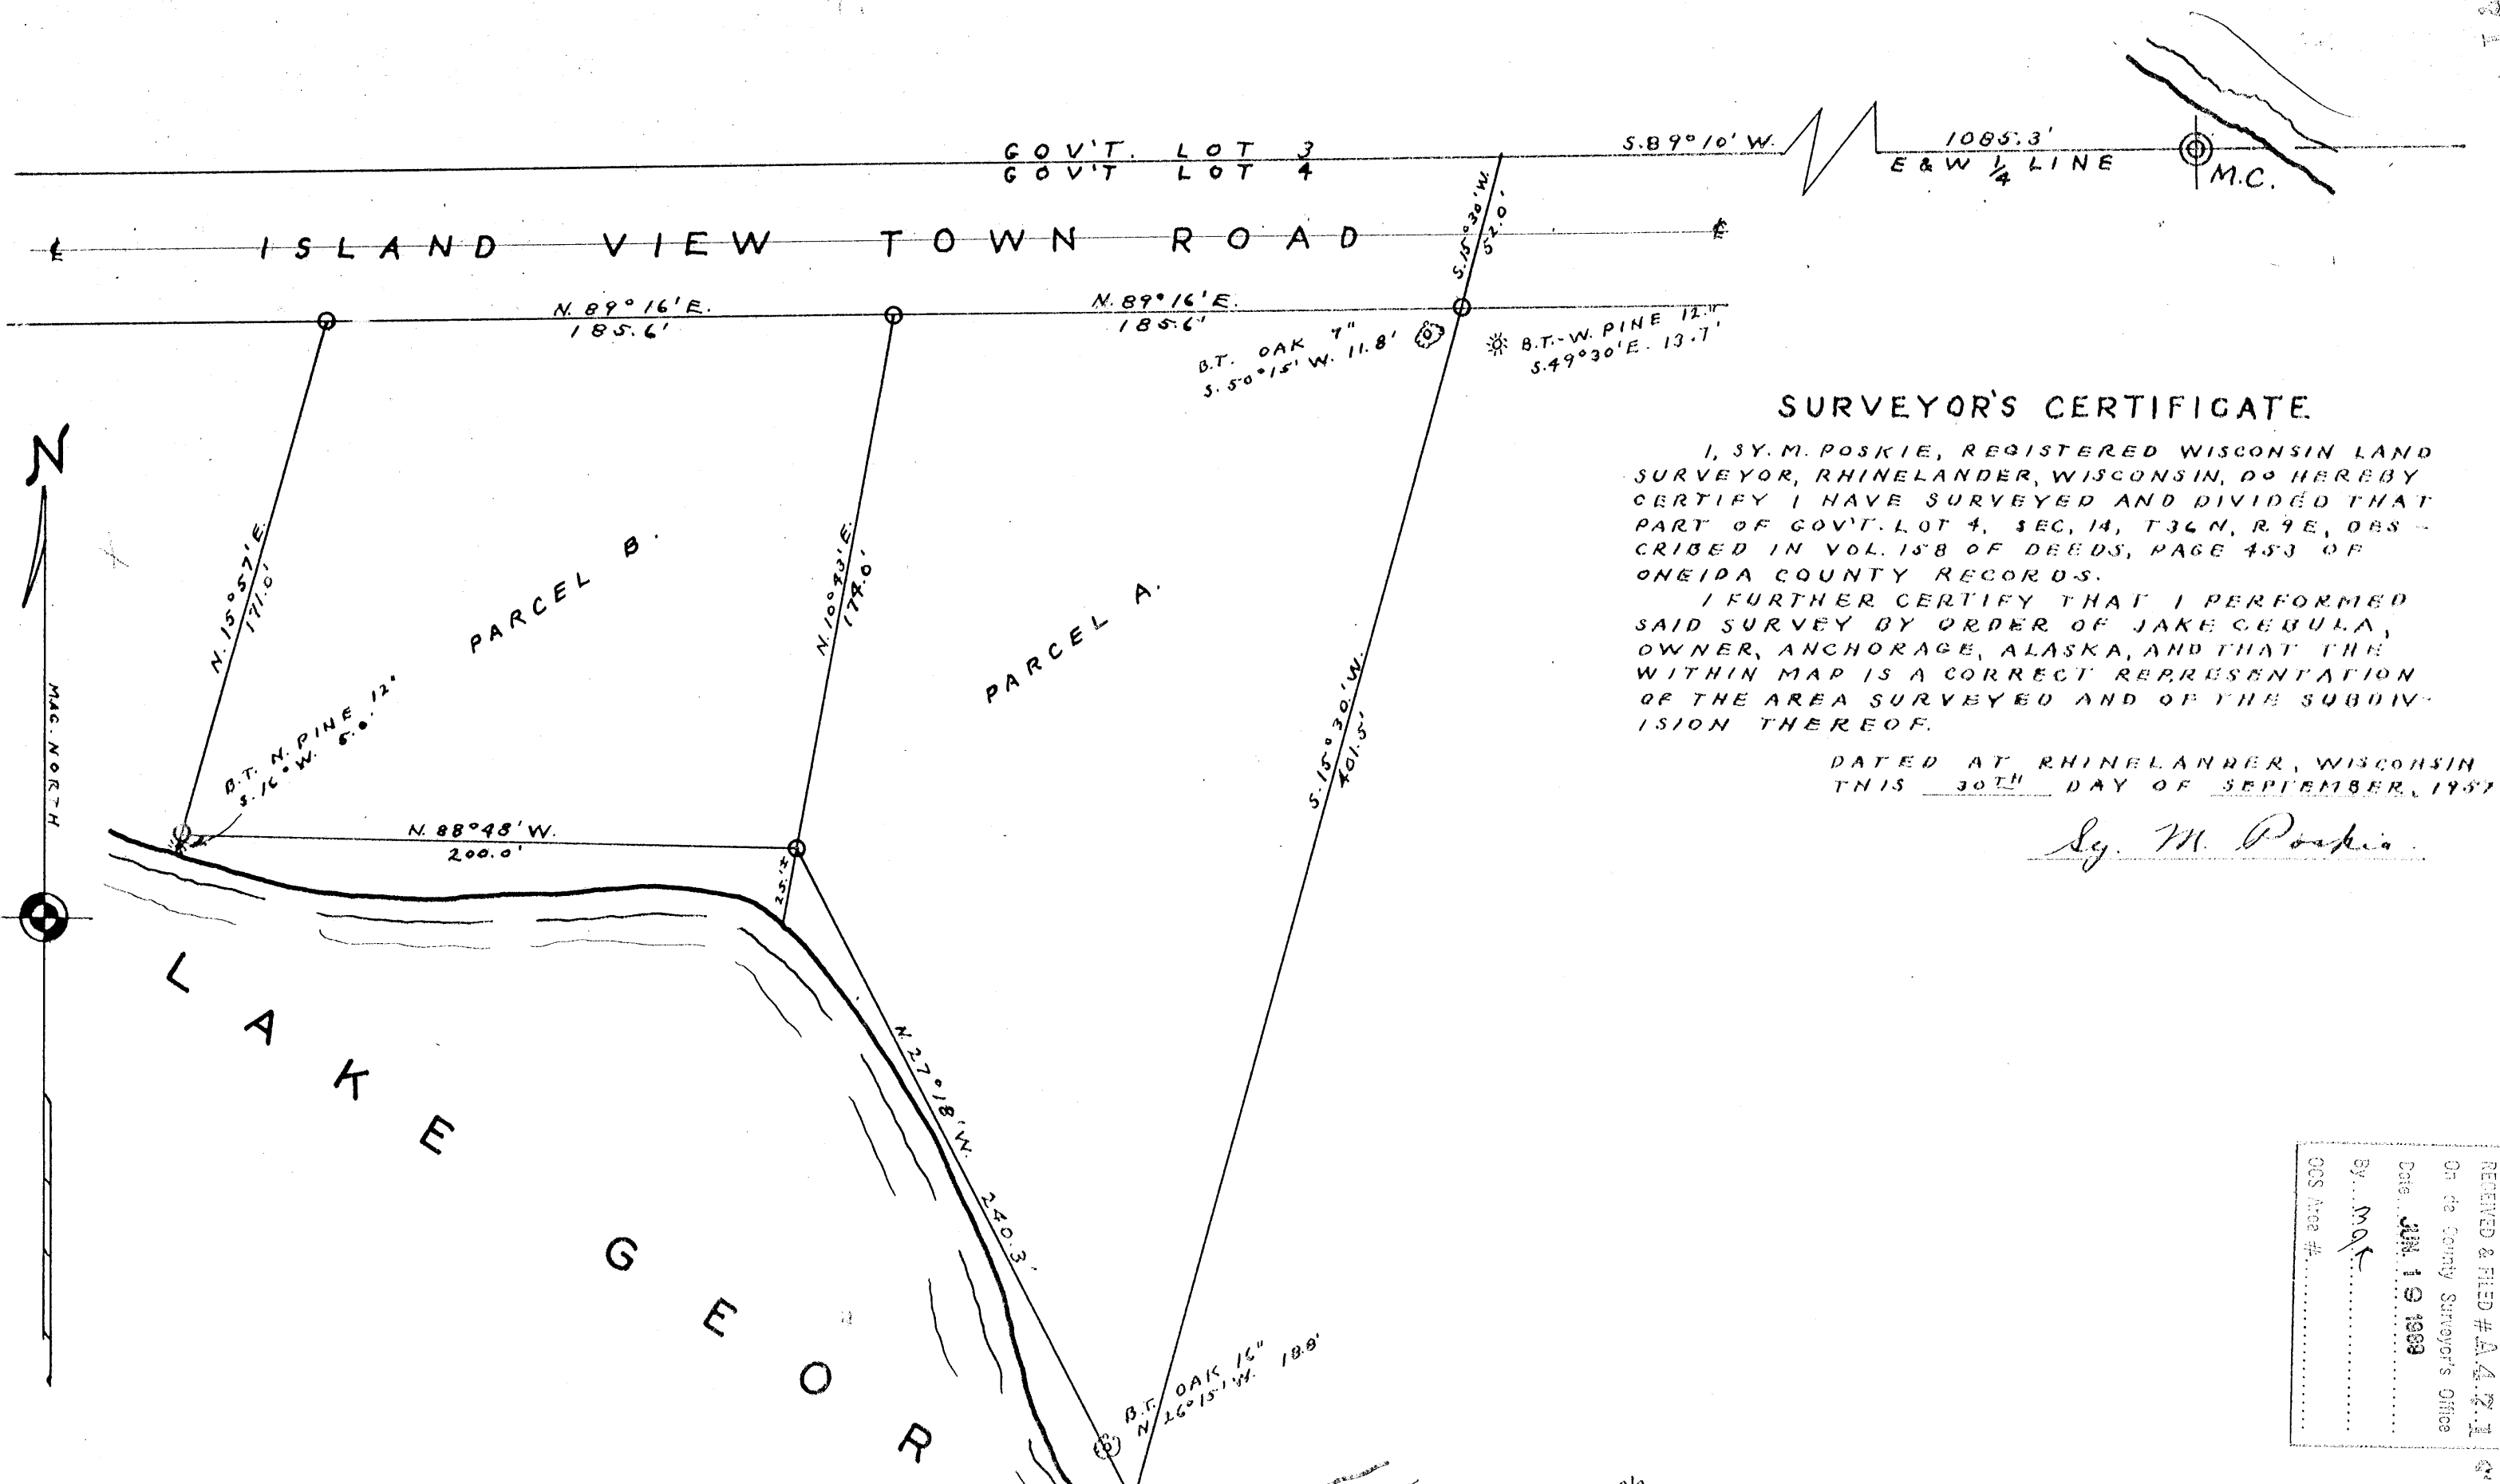 GOV'T. LOT 3
GOV'T LOT 4
S.89°10' W.
1085.3'
E & W 1/4 LINE
M.C.
S.15°30'W.
52.0'
ISLAND VIEW TOWN ROAD
N. 89°16'E.
185.6'
N. 89°16'E.
185.6'
B.T. OAK 7"
S. 50°15' W. 11.8'
B.T.-W. PINE 12"
S.49°30'E. 13.7'
N
MAG. NORTH
N. 15°57'E.
171.0'
PARCEL B.
N. 10°43'E.
174.0'
PARCEL A.
S. 15°30.'W.
401.5'
B.T. N. PINE 12"
S. 16° W. 5.0'
N. 88°48'W.
200.0'
25.'±
N. 27°18'W. 240.3'
B.T. OAK 16"
N 26°15'W. 18.8'
LAKE GEOR
SURVEYOR'S CERTIFICATE
I, SY. M. POSKIE, REGISTERED WISCONSIN LAND
SURVEYOR, RHINELANDER, WISCONSIN, DO HEREBY
CERTIFY I HAVE SURVEYED AND DIVIDED THAT
PART OF GOV'T. LOT 4, SEC, 14, T36 N, R. 9 E, DES-
CRIBED IN VOL. 158 OF DEEDS, PAGE 453 OF
ONEIDA COUNTY RECORDS.
I FURTHER CERTIFY THAT I PERFORMED
SAID SURVEY BY ORDER OF JAKE CEBULA,
OWNER, ANCHORAGE, ALASKA, AND THAT THE
WITHIN MAP IS A CORRECT REPRESENTATION
OF THE AREA SURVEYED AND OF THE SUBDIV-
ISION THEREOF.
DATED AT RHINELANDER, WISCONSIN
THIS 30TH DAY OF SEPTEMBER, 1957
Sy. M. Poskie.
RECEIVED & FILED # A 4271
County Surveyor's Office
Date JUN 19 1989
By
OCS Area #